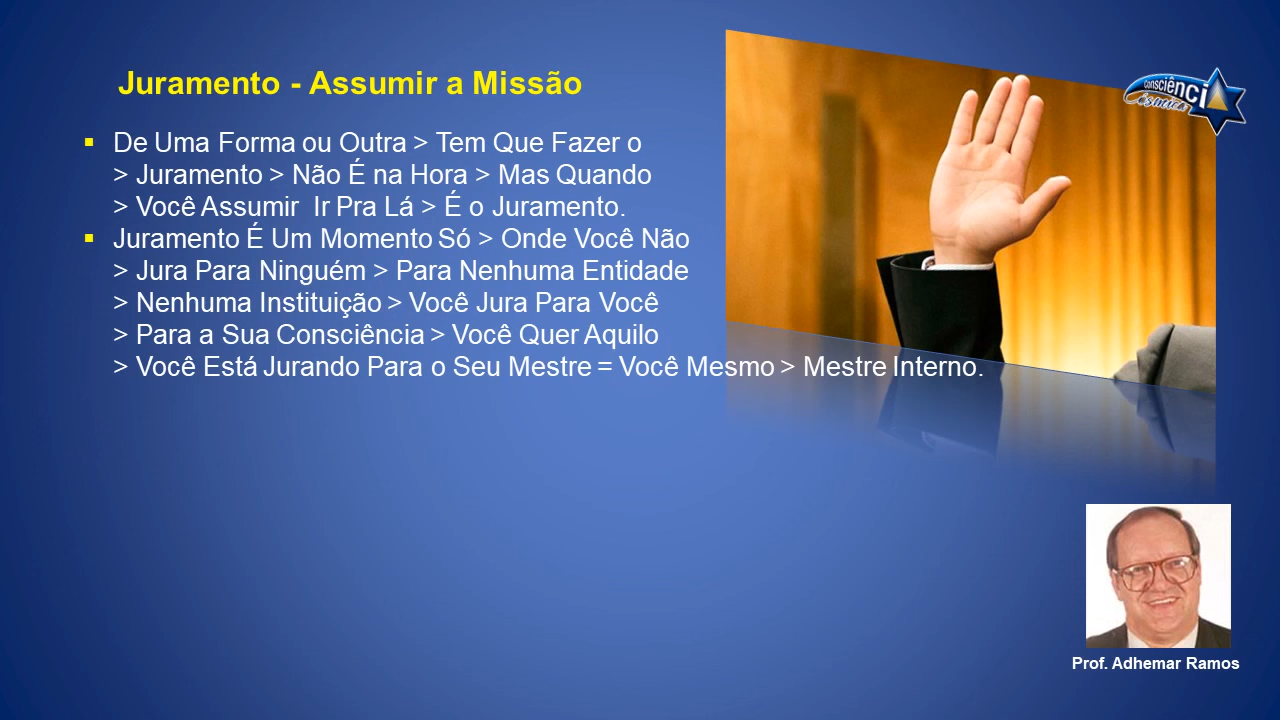 Juramento - Assumir a Missão
Consciência
Cósmica
▪ De Uma Forma ou Outra > Tem Que Fazer o
> Juramento > Não É na Hora > Mas Quando
> Você Assumir  Ir Pra Lá > É o Juramento.
▪ Juramento É Um Momento Só > Onde Você Não
> Jura Para Ninguém > Para Nenhuma Entidade
> Nenhuma Instituição > Você Jura Para Você
> Para a Sua Consciência > Você Quer Aquilo
> Você Está Jurando Para o Seu Mestre = Você Mesmo > Mestre Interno.
Prof. Adhemar Ramos